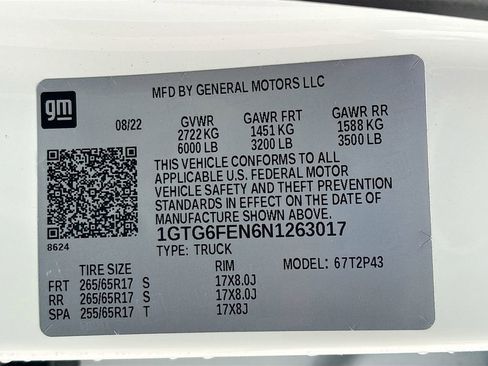 MFD BY GENERAL MOTORS LLC
gm
08/22 GVWR GAWR FRT GAWR RR
2722 KG 1451 KG 1588 KG
6000 LB 3200 LB 3500 LB
THIS VEHICLE CONFORMS TO ALL
APPLICABLE U.S. FEDERAL MOTOR
VEHICLE SAFETY AND THEFT PREVENTION
STANDARDS IN EFFECT ON THE DATE OF
MANUFACTURE SHOWN ABOVE.
8624 1GTG6FEN6N1263017
TYPE: TRUCK
TIRE SIZE RIM MODEL: 67T2P43
FRT 265/65R17 S 17X8.0J
RR 265/65R17 S 17X8.0J
SPA 255/65R17 T 17X8J